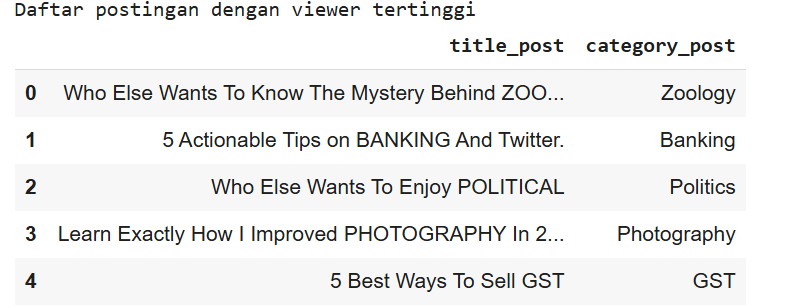 Daftar postingan dengan viewer tertinggi
title_post category_post
0 Who Else Wants To Know The Mystery Behind ZOO... Zoology
1 5 Actionable Tips on BANKING And Twitter. Banking
2 Who Else Wants To Enjoy POLITICAL Politics
3 Learn Exactly How I Improved PHOTOGRAPHY In 2... Photography
4 5 Best Ways To Sell GST GST